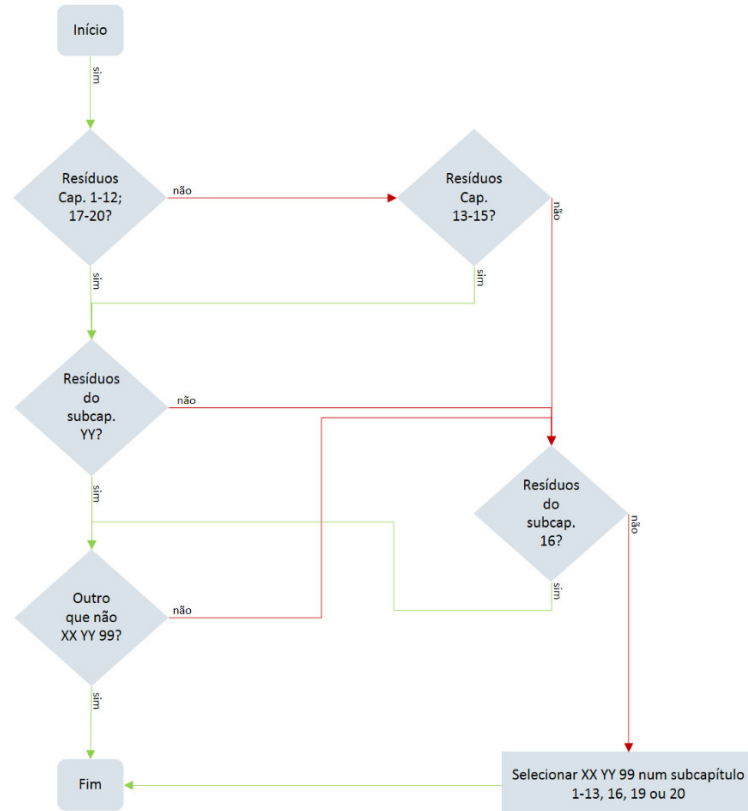 Início
sim
Resíduos
Cap. 1-12;
17-20?
não
Resíduos
Cap.
13-15?
não
sim
sim
Resíduos
do
subcap.
YY?
não
sim
Resíduos
do
subcap.
16?
não
sim
Outro
que não
XX YY 99?
não
sim
Fim
Selecionar XX YY 99 num subcapítulo
1-13, 16, 19 ou 20